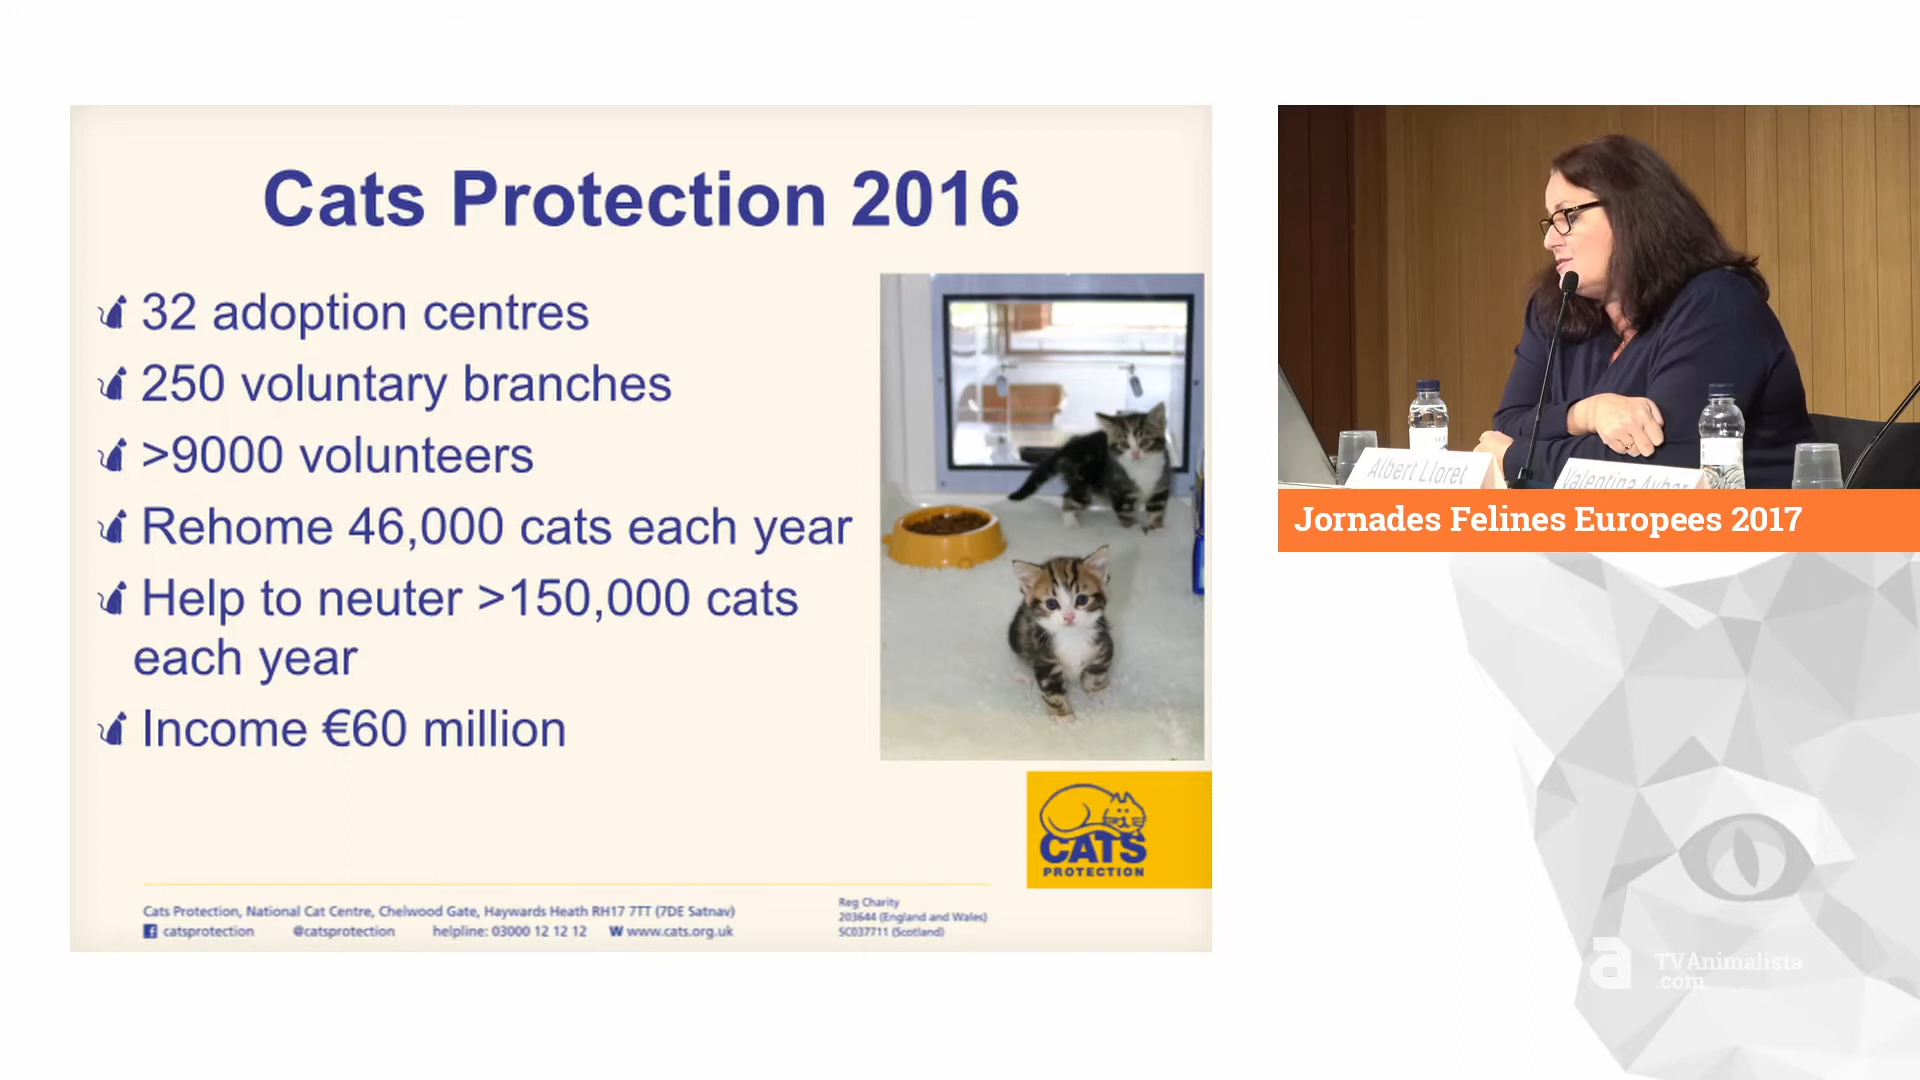 Cats Protection 2016
32 adoption centres
250 voluntary branches
>9000 volunteers
Rehome 46,000 cats each year
Help to neuter >150,000 cats
each year
Income €60 million
CATS
PROTECTION
Cats Protection, National Cat Centre, Chelwood Gate, Haywards Heath RH17 7TT (7DE Satnav)
catsprotection @catsprotection helpline: 03000 12 12 12 W www.cats.org.uk
Reg Charity
203644 (England and Wales)
SC037711 (Scotland)
Albert Lloret
Valentina
Jornades Felines Europees 2017
a TVAnimalista
.com